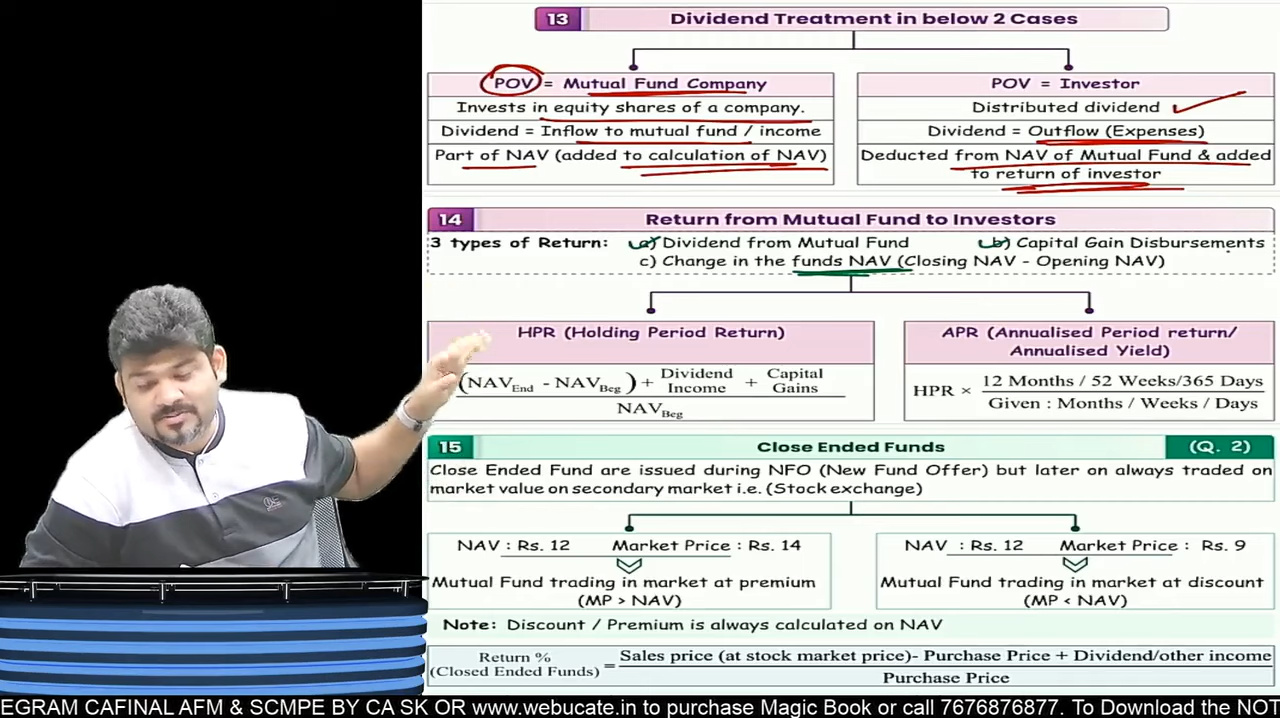 13 Dividend Treatment in below 2 Cases
POV = Mutual Fund Company
Invests in equity shares of a company.
Dividend = Inflow to mutual fund / income
Part of NAV (added to calculation of NAV)
POV = Investor
Distributed dividend
Dividend = Outflow (Expenses)
Deducted from NAV of Mutual Fund & added
to return of investor
14 Return from Mutual Fund to Investors
3 types of Return: a) Dividend from Mutual Fund b) Capital Gain Disbursements
c) Change in the funds NAV (Closing NAV - Opening NAV)
HPR (Holding Period Return)
(NAVEnd - NAVBeg) + Dividend Income + Capital Gains
NAVBeg
APR (Annualised Period return/
Annualised Yield)
HPR × 12 Months / 52 Weeks/365 Days
Given : Months / Weeks / Days
15 Close Ended Funds (Q. 2)
Close Ended Fund are issued during NFO (New Fund Offer) but later on always traded on
market value on secondary market i.e. (Stock exchange)
NAV : Rs. 12 Market Price : Rs. 14
Mutual Fund trading in market at premium
(MP > NAV)
NAV : Rs. 12 Market Price : Rs. 9
Mutual Fund trading in market at discount
(MP < NAV)
Note: Discount / Premium is always calculated on NAV
Return %
(Closed Ended Funds) = Sales price (at stock market price)- Purchase Price + Dividend/other income
Purchase Price
EGRAM CAFINAL AFM & SCMPE BY CA SK OR www.webucate.in to purchase Magic Book or call 7676876877. To Download the NOT